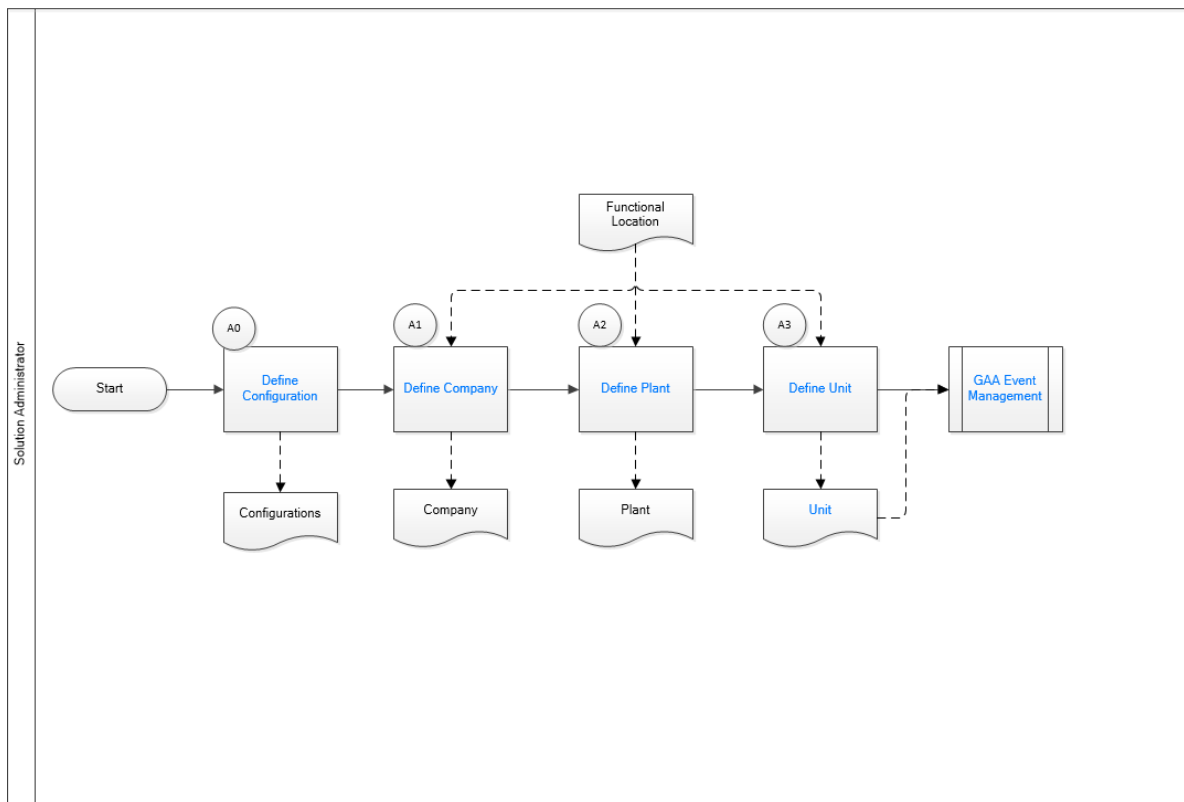 Solution Administrator
Functional
Location
A0
A1
A2
A3
Start
Define
Configuration
Define Company
Define Plant
Define Unit
GAA Event
Management
Configurations
Company
Plant
Unit